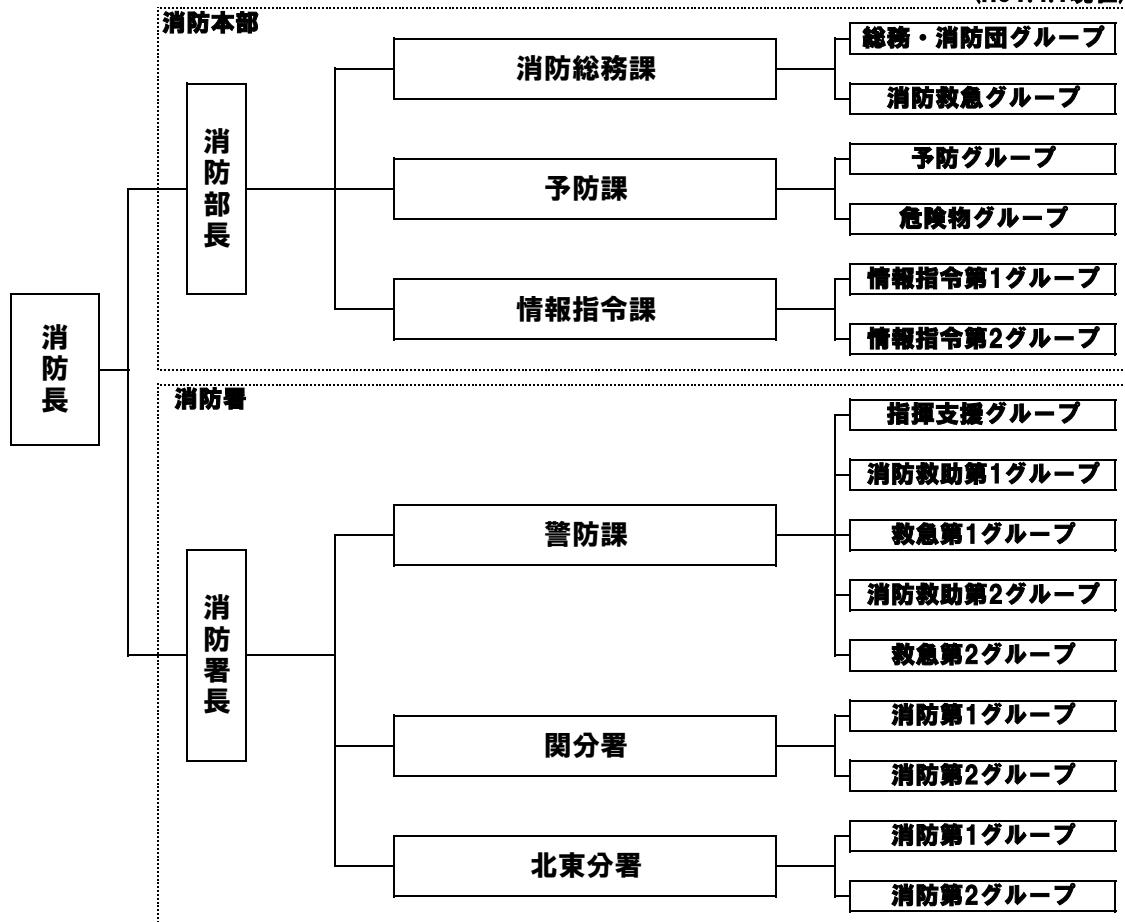 消防本部
総務・消防団グループ
消防総務課
消防救急グループ
消防部長
予防グループ
予防課
危険物グループ
情報指令第1グループ
情報指令課
情報指令第2グループ
消防長
消防署
指揮支援グループ
消防救助第1グループ
警防課
救急第1グループ
消防救助第2グループ
消防署長
救急第2グループ
消防第1グループ
関分署
消防第2グループ
消防第1グループ
北東分署
消防第2グループ